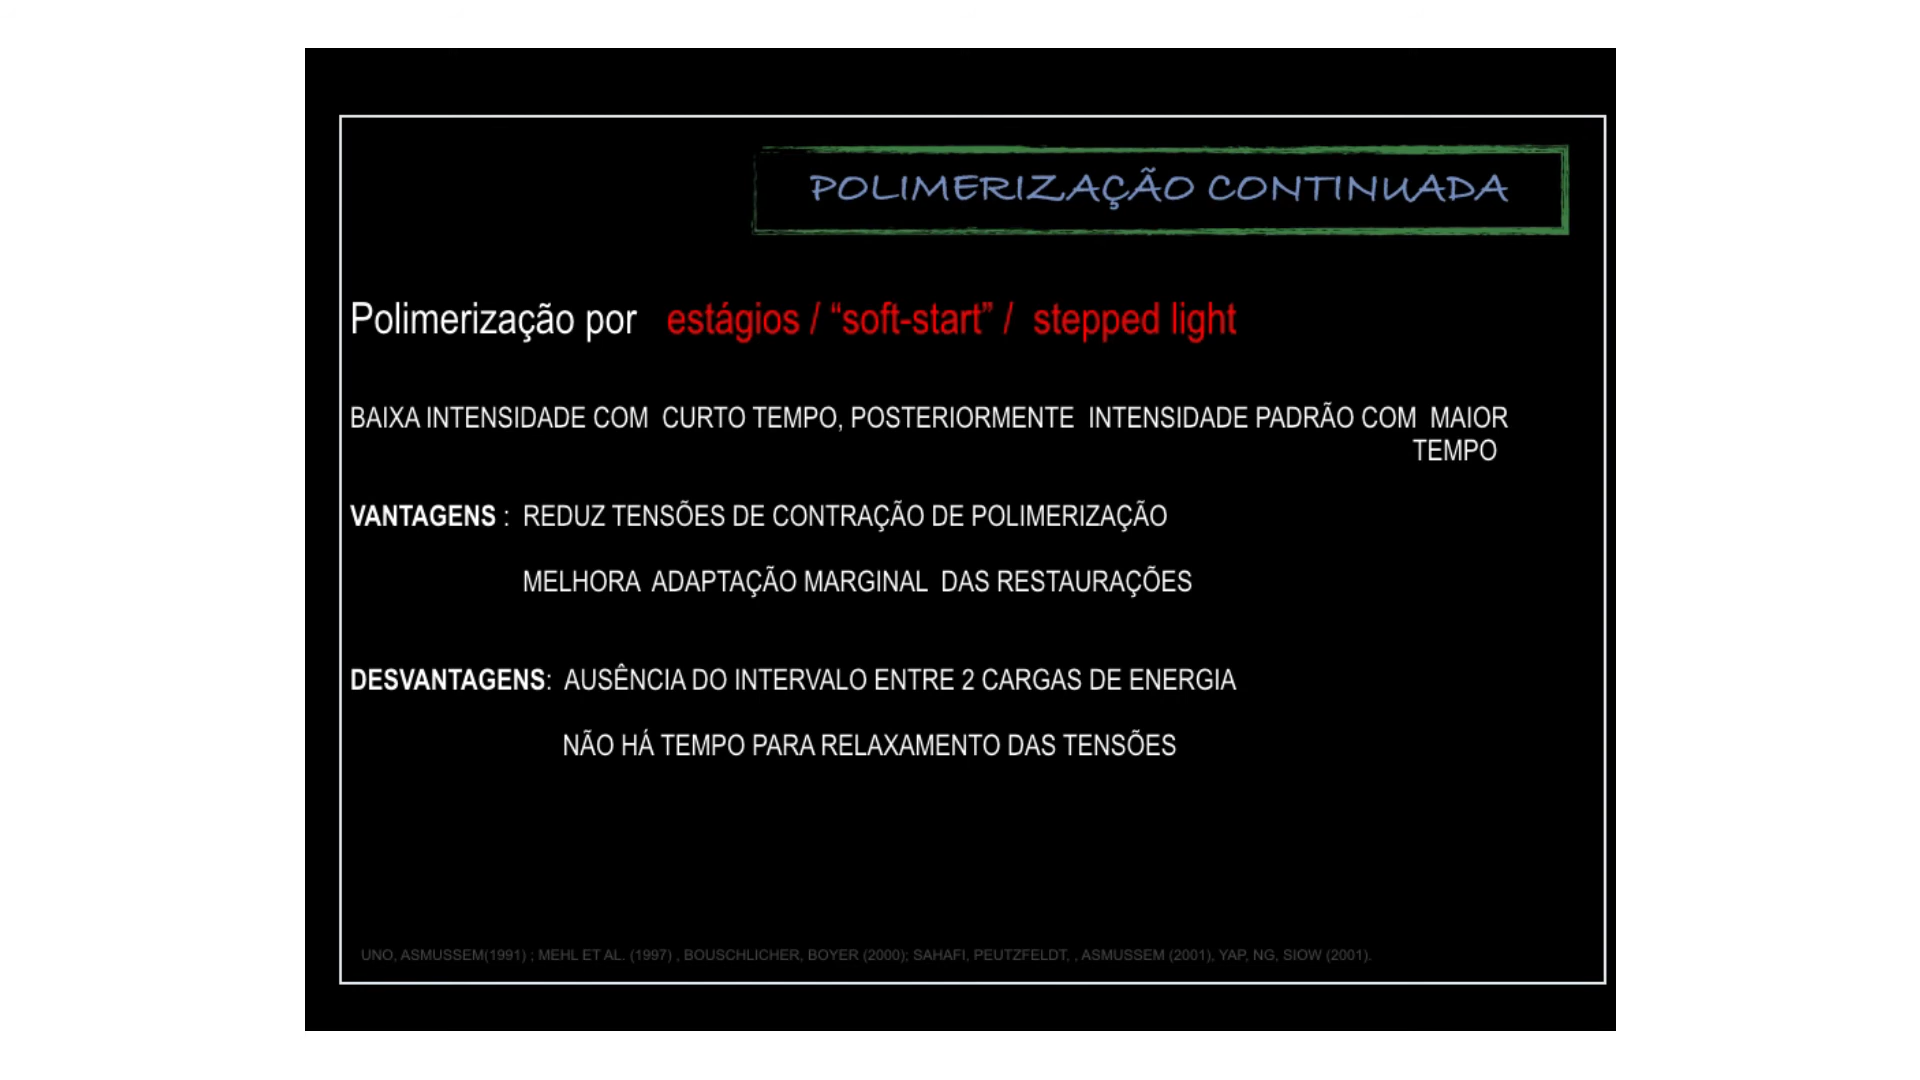 POLIMERIZAÇÃO CONTINUADA
Polimerização por estágios / “soft-start” / stepped light
BAIXA INTENSIDADE COM CURTO TEMPO, POSTERIORMENTE INTENSIDADE PADRÃO COM MAIOR
TEMPO
VANTAGENS : REDUZ TENSÕES DE CONTRAÇÃO DE POLIMERIZAÇÃO
MELHORA ADAPTAÇÃO MARGINAL DAS RESTAURAÇÕES
DESVANTAGENS: AUSÊNCIA DO INTERVALO ENTRE 2 CARGAS DE ENERGIA
NÃO HÁ TEMPO PARA RELAXAMENTO DAS TENSÕES
UNO, ASMUSSEM(1991) ; MEHL ET AL. (1997) , BOUSCHLICHER, BOYER (2000); SAHAFI, PEUTZFELDT, , ASMUSSEM (2001), YAP, NG, SIOW (2001).